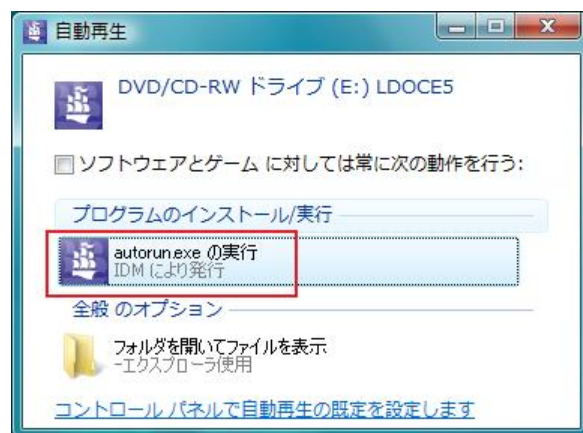 自動再生
DVD/CD-RW ドライブ (E:) LDOCE5
ソフトウェアとゲーム に対しては常に次の動作を行う:
プログラムのインストール/実行
autorun.exe の実行
IDM により発行
全般 のオプション
フォルダを開いてファイルを表示
-エクスプローラ使用
コントロール パネルで自動再生の既定を設定します